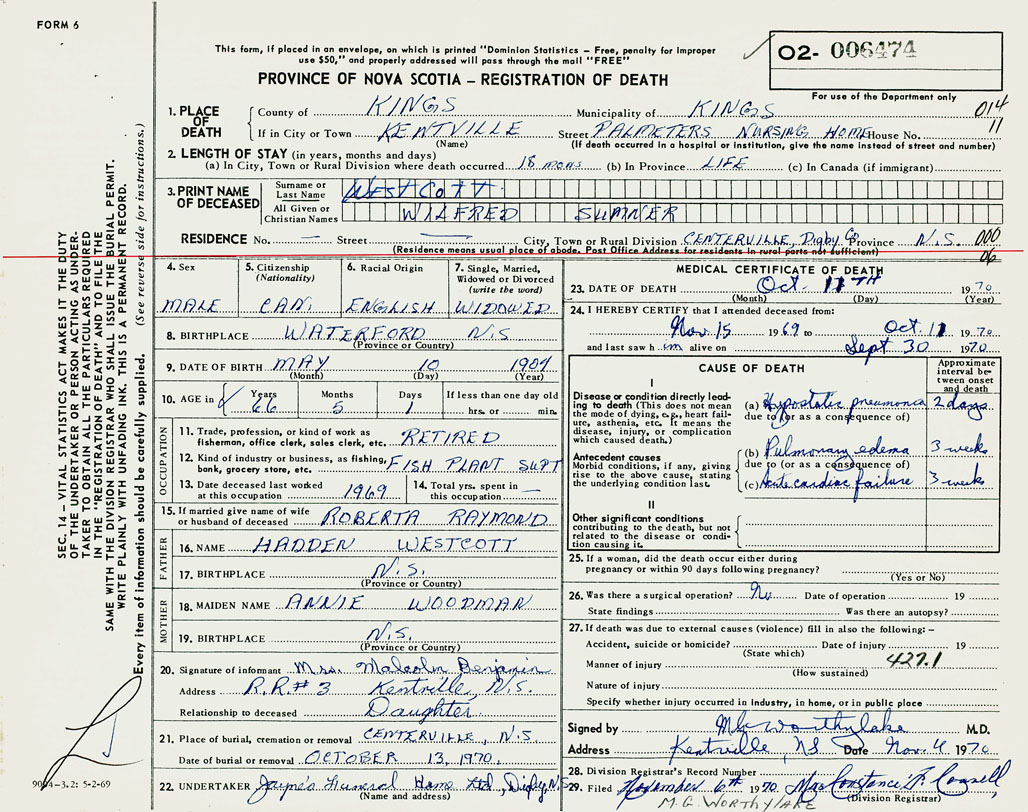 FORM 6
This form, if placed in an envelope, on which is printed "Dominion Statistics – Free, penalty for improper
use $50," and properly addressed will pass through the mail "FREE"
PROVINCE OF NOVA SCOTIA – REGISTRATION OF DEATH
02- 006474
For use of the Department only
014
11
1. PLACE OF DEATH
County of KINGS Municipality of KINGS
If in City or Town KENTVILLE Street PALMETERS NURSING HOME House No.
(Name) (If death occurred in a hospital or institution, give the name instead of street and number)
2. LENGTH OF STAY (in years, months and days)
(a) In City, Town or Rural Division where death occurred 18 mons (b) In Province LIFE (c) In Canada (if immigrant)
3. PRINT NAME OF DECEASED
Surname or Last Name WESTCOTT
All Given or Christian Names WILFRED SUMNER
RESIDENCE No. — Street — City, Town or Rural Division CENTERVILLE, Digby Co Province N.S. 000
(Residence means usual place of abode. Post Office Address for residents in rural parts not sufficient) 06
4. Sex MALE
5. Citizenship (Nationality) CAN.
6. Racial Origin ENGLISH
7. Single, Married, Widowed or Divorced (write the word) WIDOWED
8. BIRTHPLACE WATERFORD N.S
(Province or Country)
9. DATE OF BIRTH MAY 10 1904
(Month) (Day) (Year)
10. AGE in Years 66 Months 5 Days 1 If less than one day old hrs. or min.
OCCUPATION
11. Trade, profession, or kind of work as
fisherman, office clerk, sales clerk, etc. RETIRED
12. Kind of industry or business, as fishing,
bank, grocery store, etc. FISH PLANT SUPT
13. Date deceased last worked
at this occupation 1969
14. Total yrs. spent in
this occupation —
15. If married give name of wife
or husband of deceased ROBERTA RAYMOND
FATHER
16. NAME HADDEN WESTCOTT
17. BIRTHPLACE N.S.
(Province or Country)
MOTHER
18. MAIDEN NAME ANNIE WOODMAN
19. BIRTHPLACE N.S.
(Province or Country)
20. Signature of informant Mrs. Malcolm Benjamin
Address R.R.# 3 Kentville, N.S.
Relationship to deceased Daughter
21. Place of burial, cremation or removal CENTERVILLE, N.S
Date of burial or removal OCTOBER 13, 1970.
22. UNDERTAKER Jayne's Funeral Home Ltd, Digby, N.S
(Name and address)
MEDICAL CERTIFICATE OF DEATH
23. DATE OF DEATH Oct. 11TH 1970
(Month) (Day) (Year)
24. I HEREBY CERTIFY that I attended deceased from:
Nov. 15 1969 to Oct. 11 1970
and last saw him alive on Sept 30 1970
CAUSE OF DEATH
Approximate interval between onset and death
I
Disease or condition directly leading to death (This does not mean the mode of dying, e.g., heart failure, asthenia, etc. It means the disease, injury, or complication which caused death.)
(a) Hypostatic pneumonia 2 days
due to (or as a consequence of)
Antecedent causes
Morbid conditions, if any, giving rise to the above cause, stating the underlying condition last.
(b) Pulmonary edema 3 weeks
due to (or as a consequence of)
(c) Acute cardiac failure 3 weeks
II
Other significant conditions
contributing to the death, but not related to the disease or condition causing it.
25. If a woman, did the death occur either during
pregnancy or within 90 days following pregnancy?
(Yes or No)
26. Was there a surgical operation? No Date of operation 19
State findings Was there an autopsy?
27. If death was due to external causes (violence) fill in also the following:–
Accident, suicide or homicide? Date of injury 19
(State which) 427.1
Manner of injury
(How sustained)
Nature of injury
Specify whether injury occurred in industry, in home, or in public place
Signed by M G Worthylake M.D.
Address Kentville NS Date Nov. 4 1970
28. Division Registrar's Record Number
29. Filed November 6th 1970 Mrs Constance
M.G. WORTHYLAKE (Division Registrar)
SEC. 14 – VITAL STATISTICS ACT MAKES IT THE DUTY
OF THE UNDERTAKER OR PERSON ACTING AS UNDER-
TAKER TO OBTAIN ALL THE PARTICULARS REQUIRED
IN THE "REGISTRATION OF DEATH" AND TO FILE THE
SAME WITH THE DIVISION REGISTRAR WHO SHALL ISSUE THE BURIAL PERMIT.
WRITE PLAINLY WITH UNFADING INK. THIS IS A PERMANENT RECORD.
Every item of information should be carefully supplied. (See reverse side for instructions.)
9004-3.2: 5-2-69